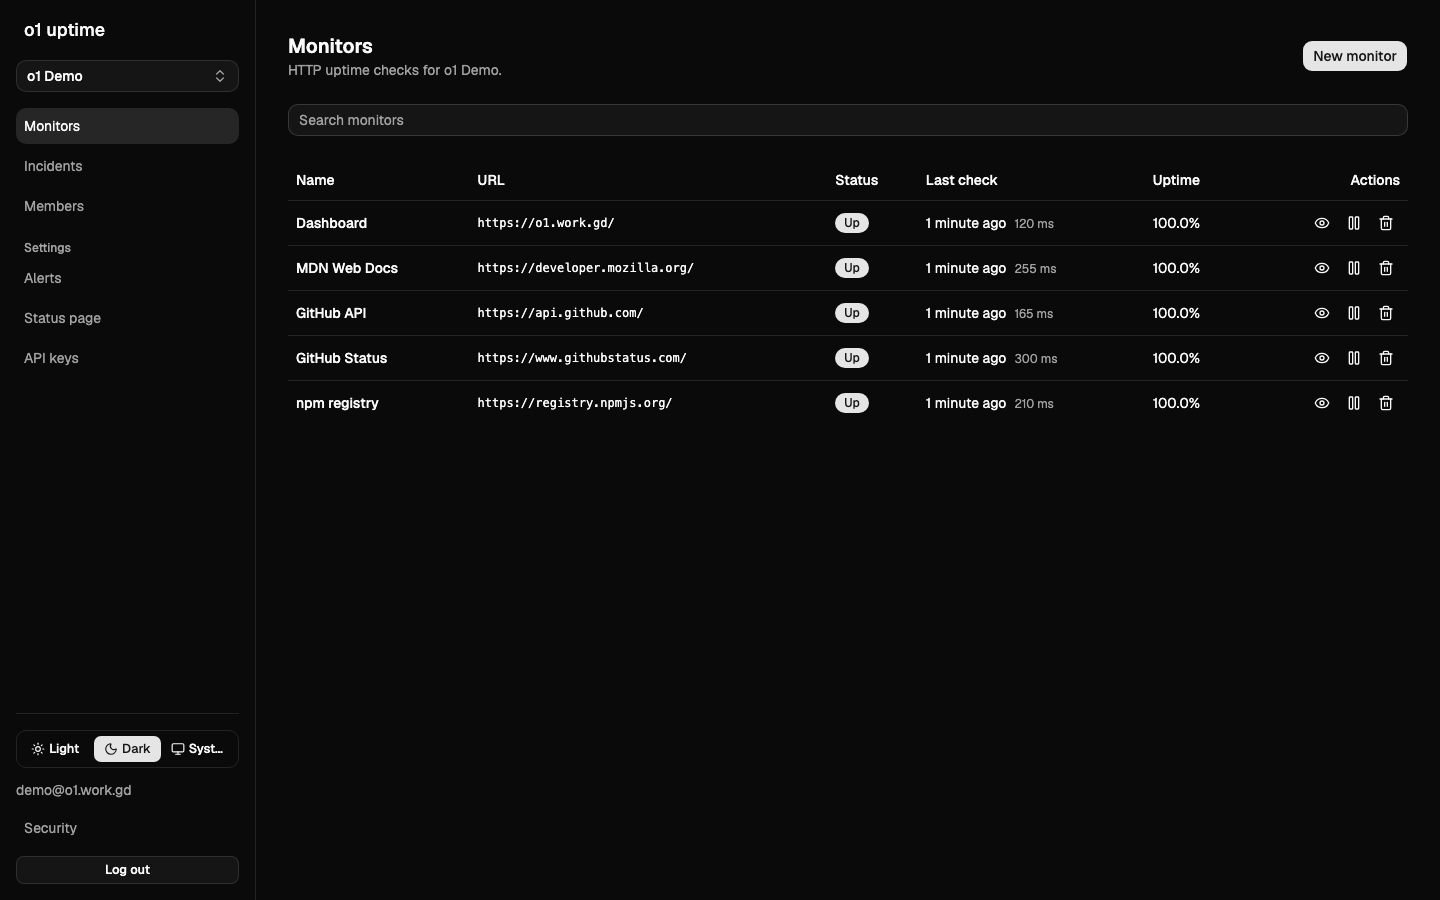 o1 uptime
o1 Demo
Monitors
Incidents
Members
Settings
Alerts
Status page
API keys
Light Dark Syst...
demo@o1.work.gd
Security
Log out
Monitors
HTTP uptime checks for o1 Demo.
New monitor
Search monitors
Name URL Status Last check Uptime Actions
Dashboard https://o1.work.gd/ Up 1 minute ago 120 ms 100.0%
MDN Web Docs https://developer.mozilla.org/ Up 1 minute ago 255 ms 100.0%
GitHub API https://api.github.com/ Up 1 minute ago 165 ms 100.0%
GitHub Status https://www.githubstatus.com/ Up 1 minute ago 300 ms 100.0%
npm registry https://registry.npmjs.org/ Up 1 minute ago 210 ms 100.0%